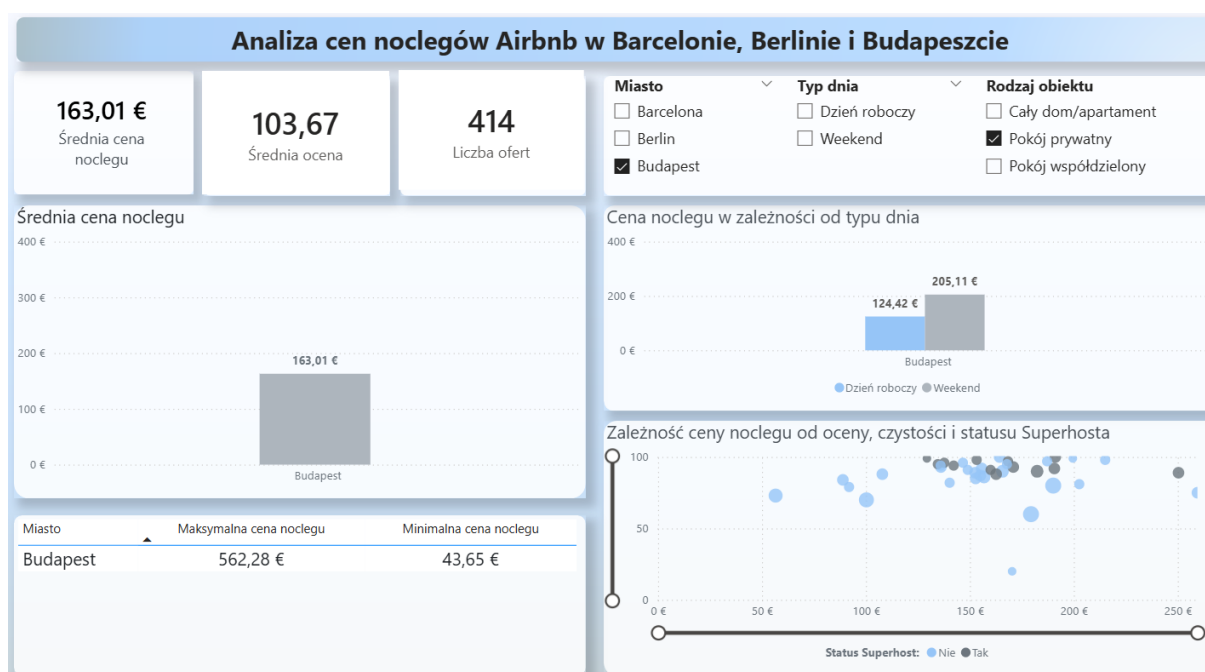 Analiza cen noclegów Airbnb w Barcelonie, Berlinie i Budapeszcie
163,01 €
Średnia cena
noclegu
103,67
Średnia ocena
414
Liczba ofert
Miasto
Barcelona
Berlin
Budapest
Typ dnia
Dzień roboczy
Weekend
Rodzaj obiektu
Cały dom/apartament
Pokój prywatny
Pokój współdzielony
Średnia cena noclegu
400 €
300 €
200 €
100 €
0 €
163,01 €
Budapest
Cena noclegu w zależności od typu dnia
400 €
200 €
0 €
124,42 €
205,11 €
Budapest
Dzień roboczy
Weekend
Miasto
Maksymalna cena noclegu
Minimalna cena noclegu
Budapest
562,28 €
43,65 €
Zależność ceny noclegu od oceny, czystości i statusu Superhosta
100
50
0
0 €
50 €
100 €
150 €
200 €
250 €
Status Superhost:
Nie
Tak